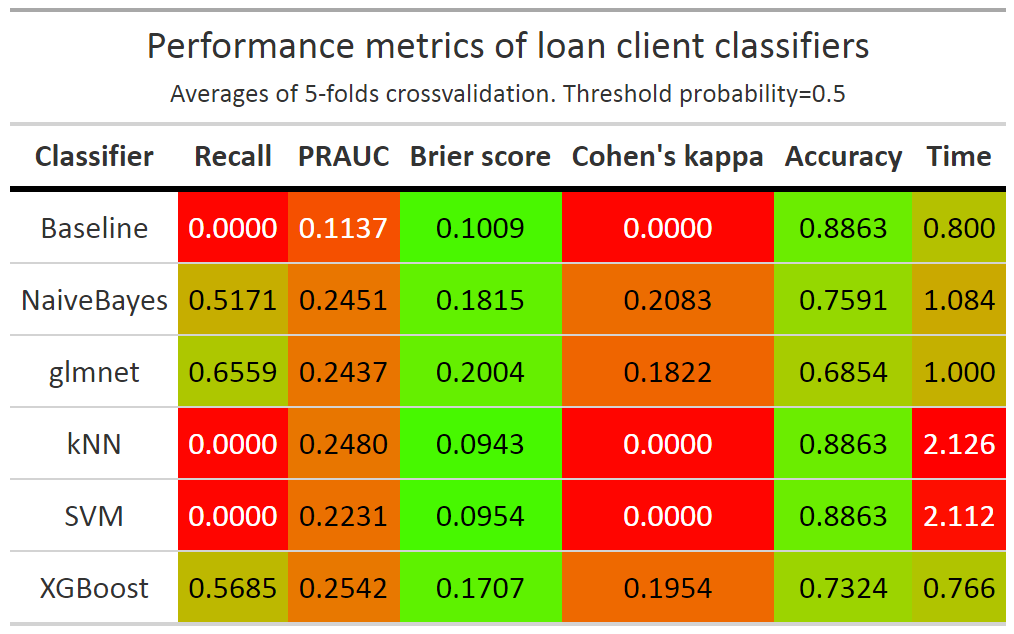 Performance metrics of loan client classifiers
Averages of 5-folds crossvalidation. Threshold probability=0.5
Classifier Recall PRAUC Brier score Cohen's kappa Accuracy Time
Baseline 0.0000 0.1137 0.1009 0.0000 0.8863 0.800
NaiveBayes 0.5171 0.2451 0.1815 0.2083 0.7591 1.084
glmnet 0.6559 0.2437 0.2004 0.1822 0.6854 1.000
kNN 0.0000 0.2480 0.0943 0.0000 0.8863 2.126
SVM 0.0000 0.2231 0.0954 0.0000 0.8863 2.112
XGBoost 0.5685 0.2542 0.1707 0.1954 0.7324 0.766